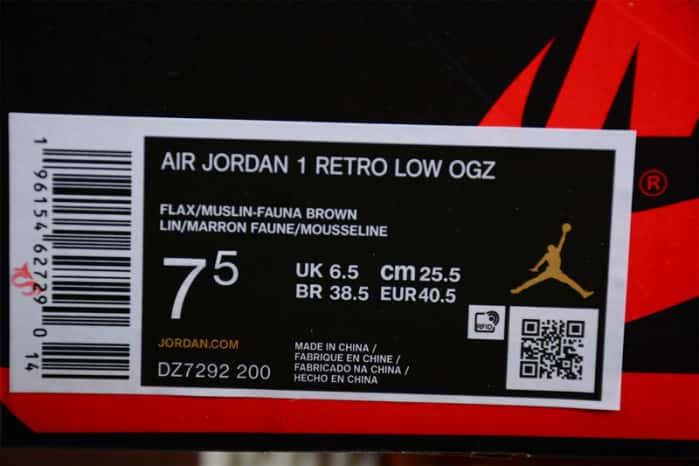 AIR JORDAN 1 RETRO LOW OGZ
FLAX/MUSLIN-FAUNA BROWN
LIN/MARRON FAUNE/MOUSSELINE
7 5
UK 6.5 cm 25.5
BR 38.5 EUR 40.5
RFID
JORDAN.COM
DZ7292 200
MADE IN CHINA /
FABRIQUE EN CHINE /
FABRICADO NA CHINA /
HECHO EN CHINA
1 96154 62729 0 14
®